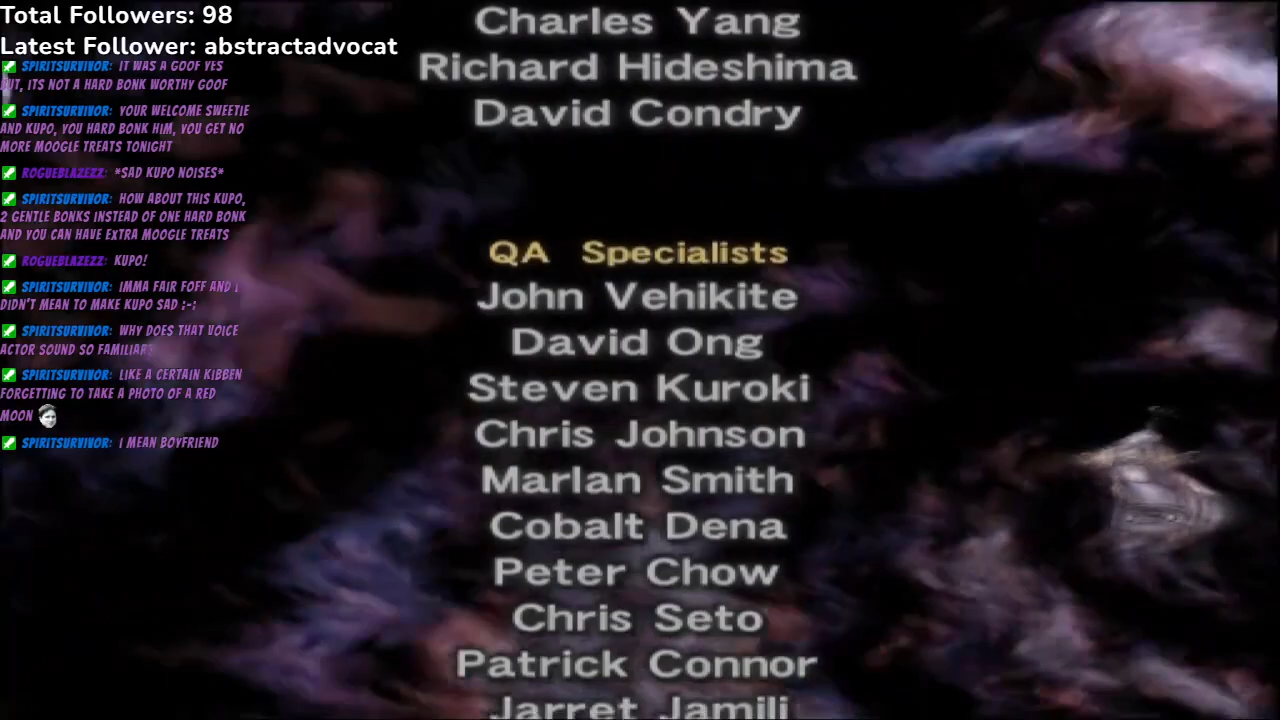 Total Followers: 98
Latest Follower: abstractadvocat
SPIRITSURVIVOR: IT WAS A GOOF YES
BUT, ITS NOT A HARD BONK WORTHY GOOF
SPIRITSURVIVOR: YOUR WELCOME SWEETIE
AND KUPO, YOU HARD BONK HIM, YOU GET NO
MORE MOOGLE TREATS TONIGHT
ROGUEBLAZEZZ: *SAD KUPO NOISES*
SPIRITSURVIVOR: HOW ABOUT THIS KUPO,
2 GENTLE BONKS INSTEAD OF ONE HARD BONK
AND YOU CAN HAVE EXTRA MOOGLE TREATS
ROGUEBLAZEZZ: KUPO!
SPIRITSURVIVOR: IMMA FAIR FOFF AND I
DIDN'T MEAN TO MAKE KUPO SAD ;-;
SPIRITSURVIVOR: WHY DOES THAT VOICE
ACTOR SOUND SO FAMILIAR?
SPIRITSURVIVOR: LIKE A CERTAIN KIBBEN
FORGETTING TO TAKE A PHOTO OF A RED
MOON
SPIRITSURVIVOR: I MEAN BOYFRIEND
Charles Yang
Richard Hideshima
David Condry
QA Specialists
John Vehikite
David Ong
Steven Kuroki
Chris Johnson
Marlan Smith
Cobalt Dena
Peter Chow
Chris Seto
Patrick Connor
Jarret Jamili